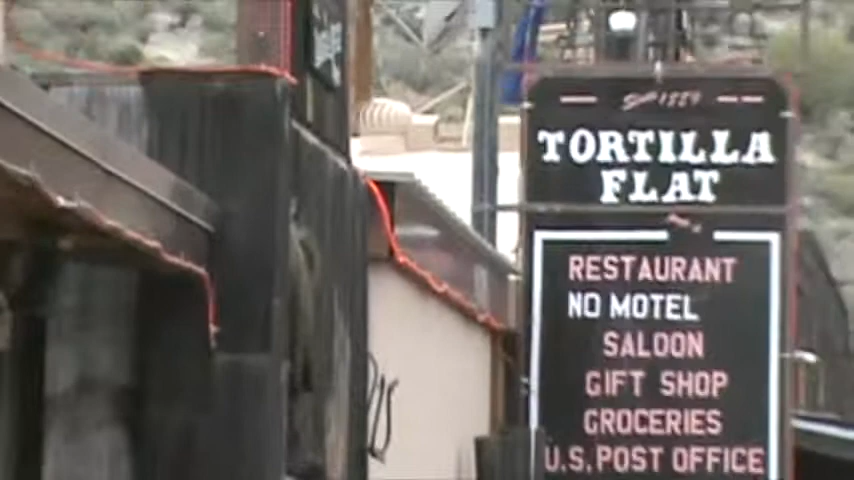 TORTILLA
FLAT
RESTAURANT
NO MOTEL
SALOON
GIFT SHOP
GROCERIES
U.S. POST OFFICE